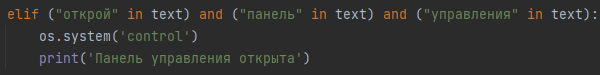 elif ("открой" in text) and ("панель" in text) and ("управления" in text):
    os.system('control')
    print('Панель управления открыта')